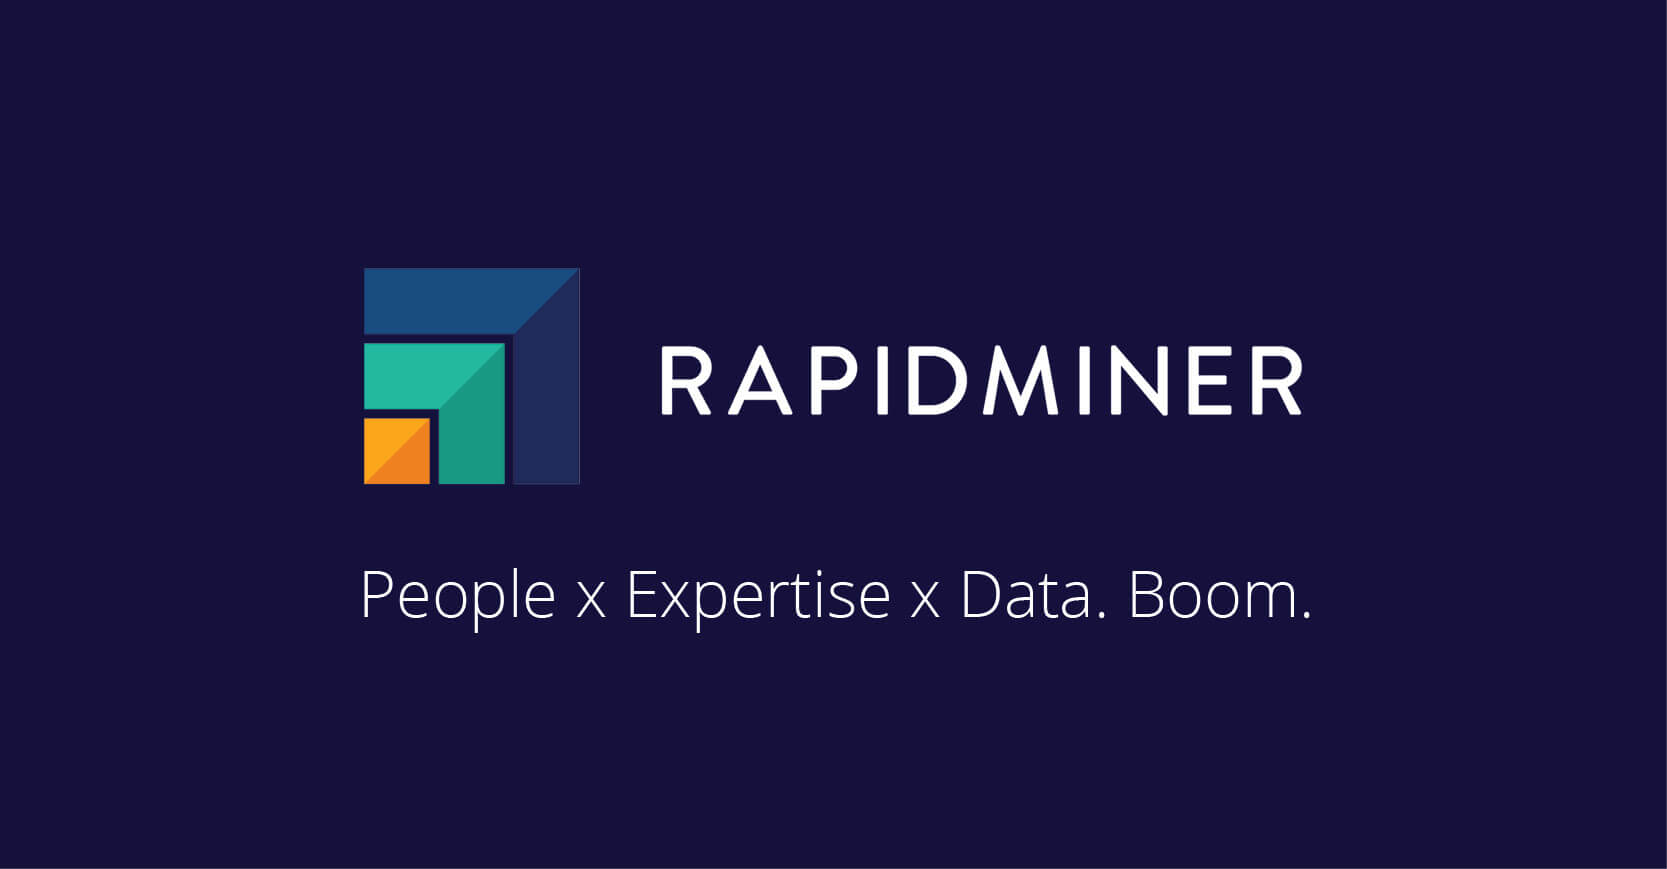 RAPIDMINER
People x Expertise x Data. Boom.